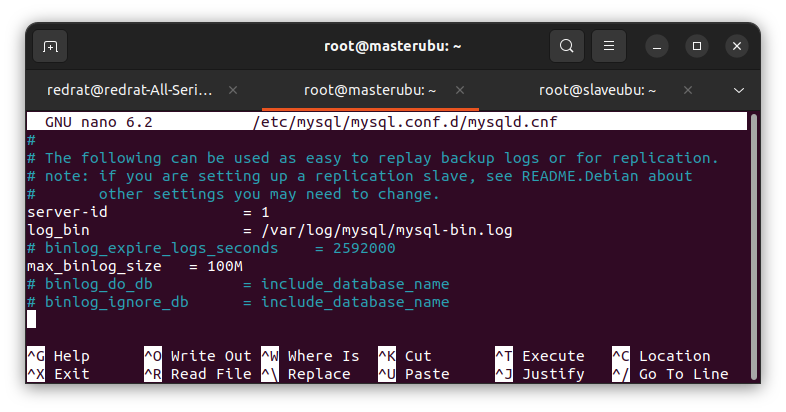 root@masterubu: ~
redrat@redrat-All-Seri... × root@masterubu: ~ × root@slaveubu: ~ ×
GNU nano 6.2 /etc/mysql/mysql.conf.d/mysqld.cnf
#
# The following can be used as easy to replay backup logs or for replication.
# note: if you are setting up a replication slave, see README.Debian about
#       other settings you may need to change.
server-id               = 1
log_bin                 = /var/log/mysql/mysql-bin.log
# binlog_expire_logs_seconds    = 2592000
max_binlog_size   = 100M
# binlog_do_db          = include_database_name
# binlog_ignore_db      = include_database_name
^G Help ^O Write Out ^W Where Is ^K Cut ^T Execute ^C Location
^X Exit ^R Read File ^\ Replace ^U Paste ^J Justify ^/ Go To Line